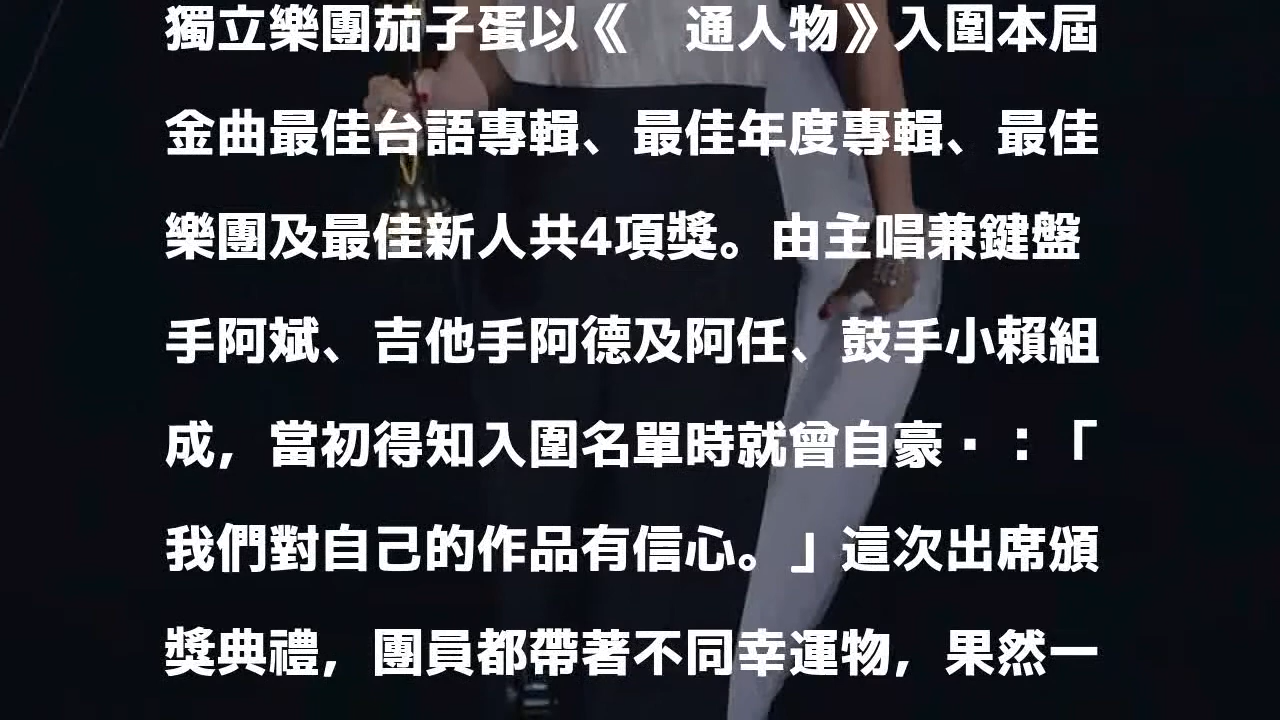 獨立樂團茄子蛋以《　通人物》入圍本屆
金曲最佳台語專輯、最佳年度專輯、最佳
樂團及最佳新人共4項獎。由主唱兼鍵盤
手阿斌、吉他手阿德及阿任、鼓手小賴組
成，當初得知入圍名單時就曾自豪·：「
我們對自己的作品有信心。」這次出席頒
獎典禮，團員都帶著不同幸運物，果然一